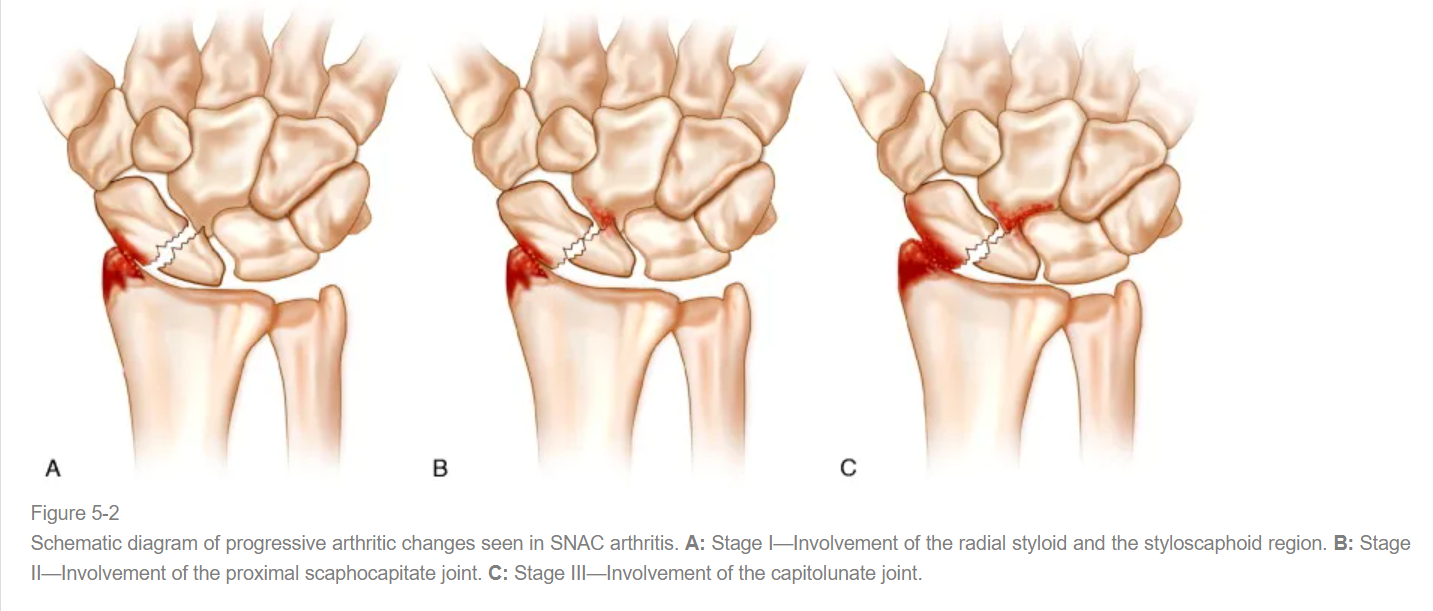 A
B
C
Figure 5-2
Schematic diagram of progressive arthritic changes seen in SNAC arthritis. A: Stage I—Involvement of the radial styloid and the styloscaphoid region. B: Stage
II—Involvement of the proximal scaphocapitate joint. C: Stage III—Involvement of the capitolunate joint.